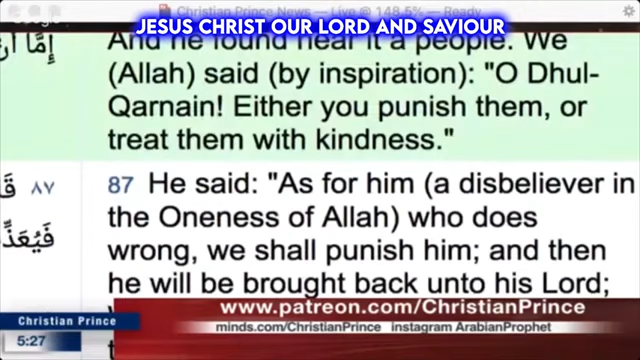 Christian Prince News — Live @ 148.5% — Ready
JESUS CHRIST OUR LORD AND SAVIOUR
And he found near it a people. We
(Allah) said (by inspiration): "O Dhul-
Qarnain! Either you punish them, or
treat them with kindness."
٨٧
87 He said: "As for him (a disbeliever in
the Oneness of Allah) who does
wrong, we shall punish him; and then
he will be brought back unto his Lord;
www.patreon.com/ChristianPrince
Christian Prince
minds.com/ChristianPrince instagram ArabianProphet
5:27